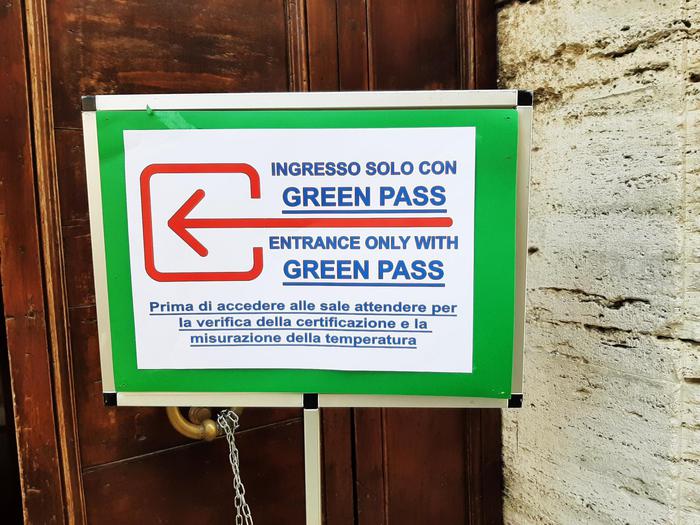 INGRESSO SOLO CON
GREEN PASS
ENTRANCE ONLY WITH
GREEN PASS
Prima di accedere alle sale attendere per
la verifica della certificazione e la
misurazione della temperatura